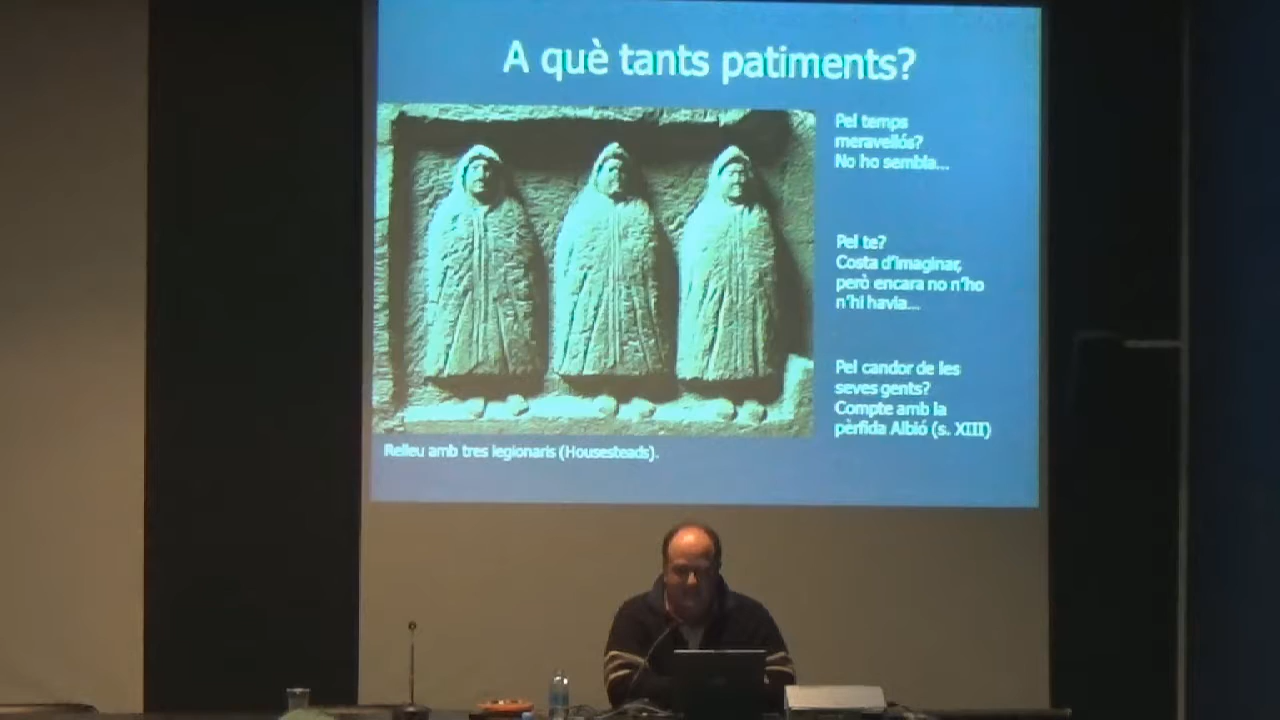 A què tants patiments?
Pel temps
meravellós?
No ho sembla...
Pel te?
Costa d'imaginar,
però encara no n'ho
n'hi havia...
Pel candor de les
seves gents?
Compte amb la
pèrfida Albió (s. XIII)
Relleu amb tres legionaris (Housesteads).